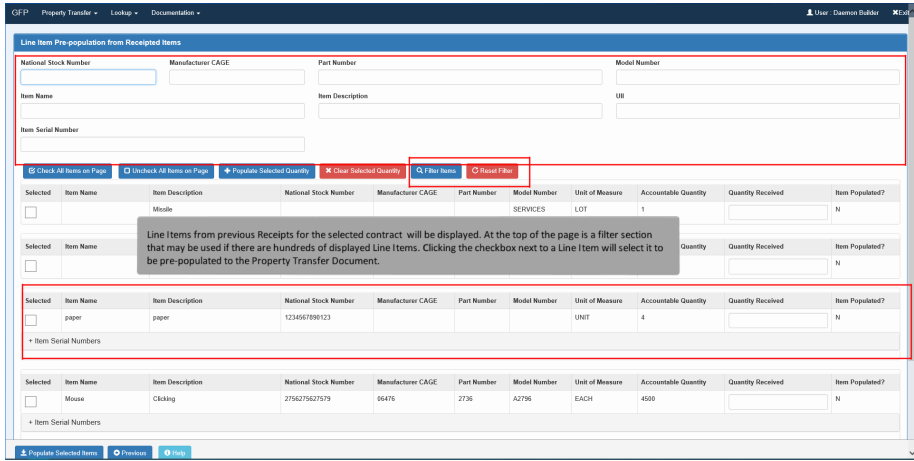 GFP Property Transfer Lookup Documentation User : Daemon Builder Exit
Line Item Pre-population from Receipted Items
National Stock Number Manufacturer CAGE Part Number Model Number
Item Name Item Description UII
Item Serial Number
Check All Items on Page Uncheck All Items on Page Populate Selected Quantity Clear Selected Quantity Filter Items Reset Filter
Selected Item Name Item Description National Stock Number Manufacturer CAGE Part Number Model Number Unit of Measure Accountable Quantity Quantity Received Item Populated?
Missile SERVICES LOT 1 N
Line Items from previous Receipts for the selected contract will be displayed. At the top of the page is a filter section
that may be used if there are hundreds of displayed Line Items. Clicking the checkbox next to a Line Item will select it to
be pre-populated to the Property Transfer Document.
Selected Item Name Quantity Received Item Populated?
N
Selected Item Name Item Description National Stock Number Manufacturer CAGE Part Number Model Number Unit of Measure Accountable Quantity Quantity Received Item Populated?
paper paper 1234567890123 UNIT 4 N
+ Item Serial Numbers
Selected Item Name Item Description National Stock Number Manufacturer CAGE Part Number Model Number Unit of Measure Accountable Quantity Quantity Received Item Populated?
Mouse Clicking 2756275627579 06476 2736 A2796 EACH 4500 N
+ Item Serial Numbers
Populate Selected Items Previous Help